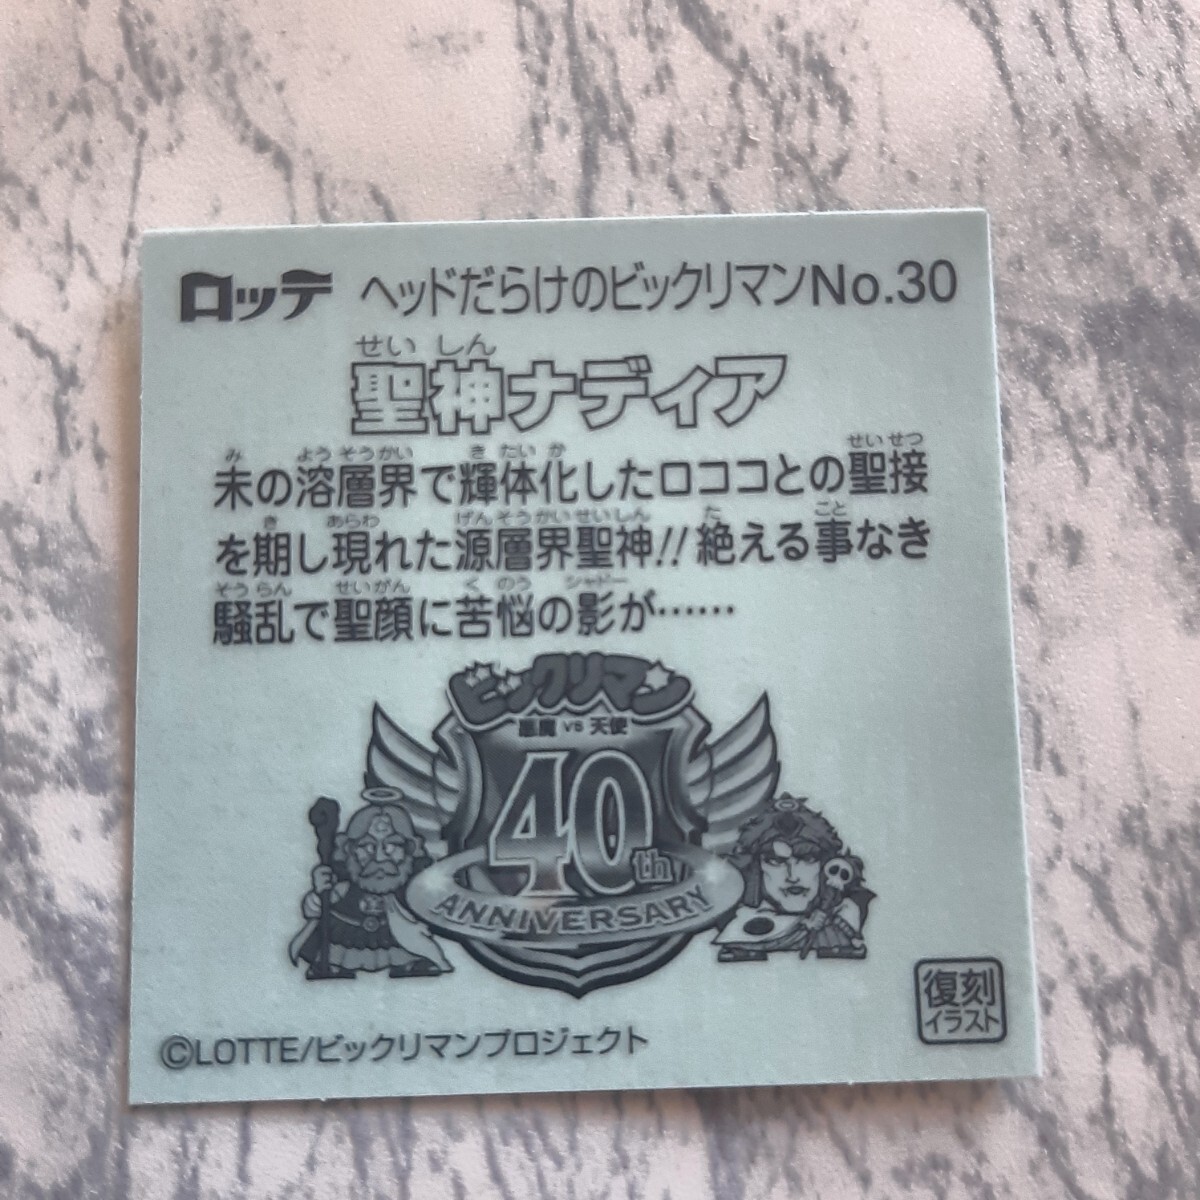 ロッテ ヘッドだらけのビックリマンNo.30
せい しん
聖神ナディア
み よう そうかい き たい か せい せつ
未の溶層界で輝体化したロココとの聖接
き あらわ げん そう かい せい しん た こと
を期し現れた源層界聖神!! 絶える事なき
そう らん せいがん く のう シャドー
騒乱で聖顔に苦悩の影が……
ビックリマン
悪魔 VS 天使
40th
ANNIVERSARY
復刻
イラスト
©LOTTE/ビックリマンプロジェクト